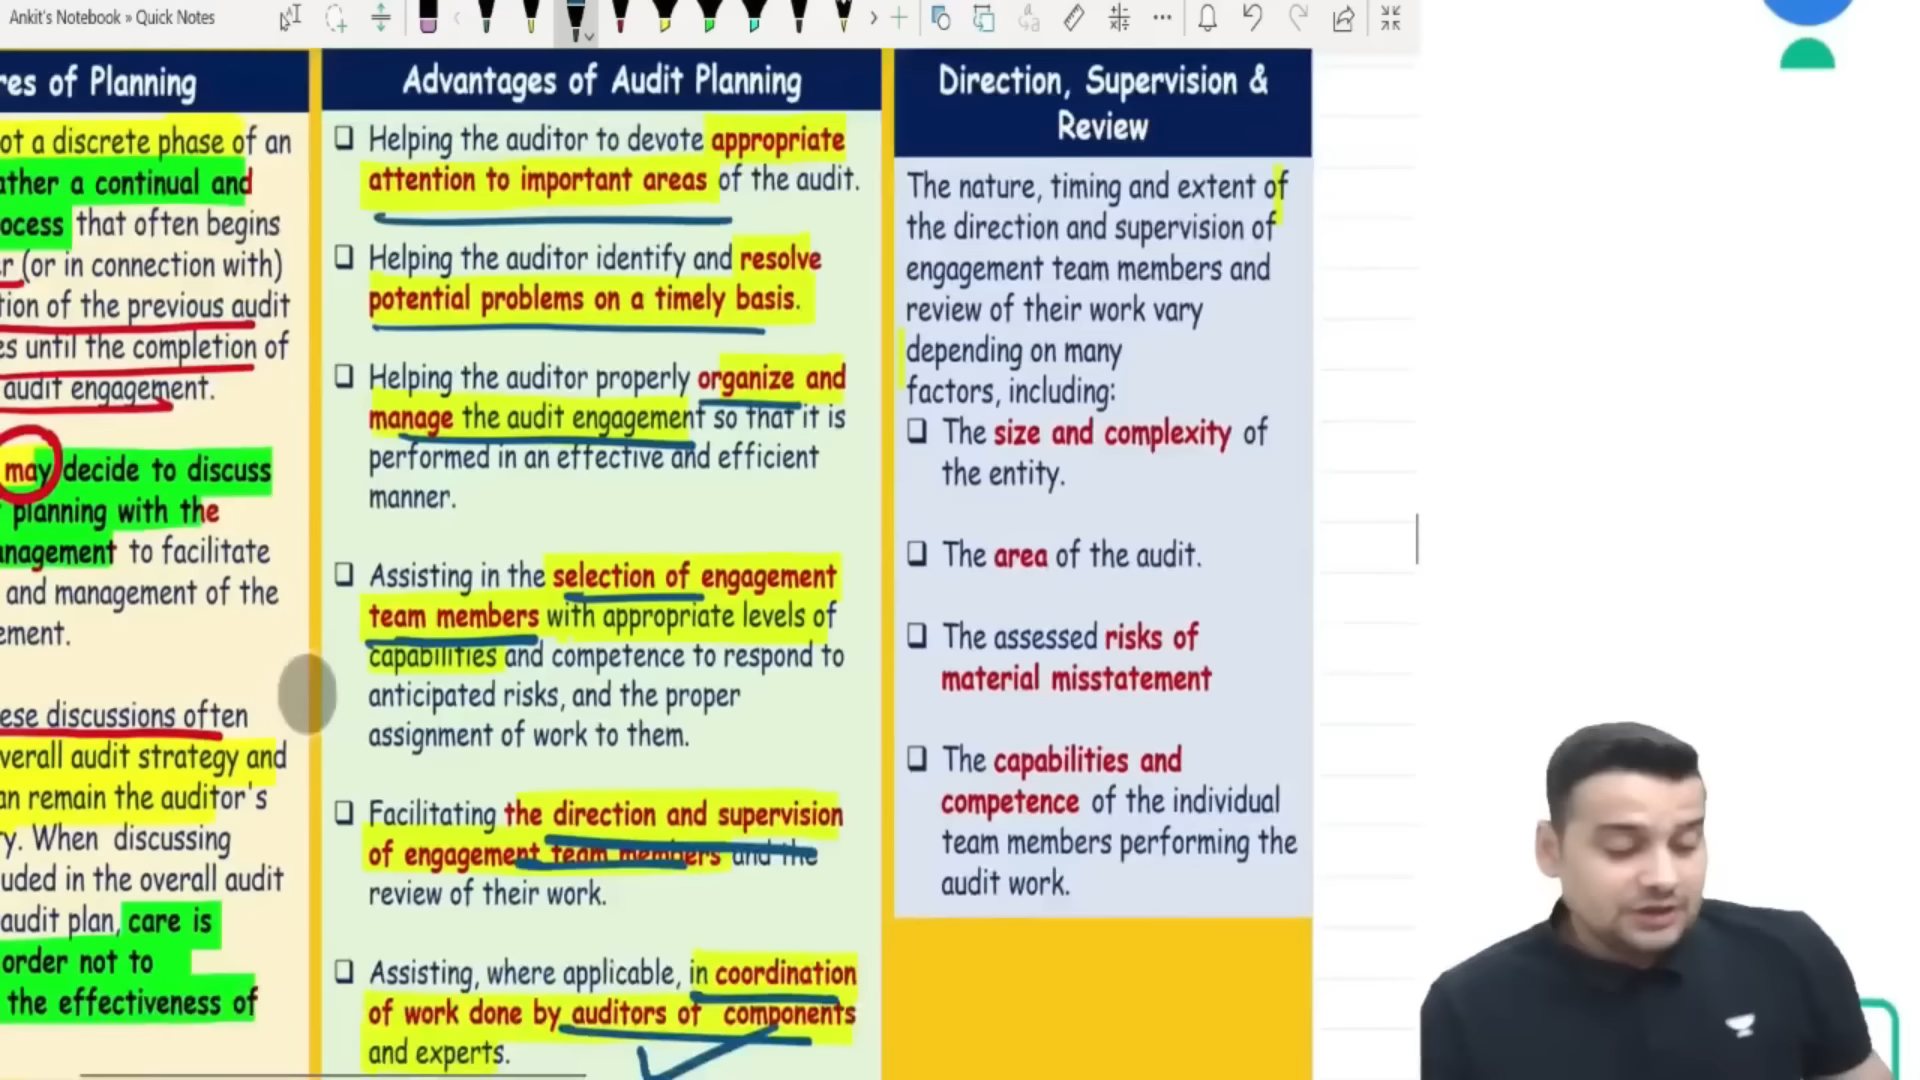 Ankit's Notebook » Quick Notes
res of Planning
ot a discrete phase of an
ather a continual and
ocess that often begins
er (or in connection with)
tion of the previous audit
es until the completion of
audit engagement.
may decide to discuss
planning with the
anagement to facilitate
and management of the
ement.
ese discussions often
verall audit strategy and
an remain the auditor's
ry. When discussing
uded in the overall audit
audit plan, care is
order not to
the effectiveness of
Advantages of Audit Planning
❑ Helping the auditor to devote appropriate
attention to important areas of the audit.
❑ Helping the auditor identify and resolve
potential problems on a timely basis.
❑ Helping the auditor properly organize and
manage the audit engagement so that it is
performed in an effective and efficient
manner.
❑ Assisting in the selection of engagement
team members with appropriate levels of
capabilities and competence to respond to
anticipated risks, and the proper
assignment of work to them.
❑ Facilitating the direction and supervision
of engagement team members and the
review of their work.
❑ Assisting, where applicable, in coordination
of work done by auditors of components
and experts.
Direction, Supervision &
Review
The nature, timing and extent of
the direction and supervision of
engagement team members and
review of their work vary
depending on many
factors, including:
❑ The size and complexity of
the entity.
❑ The area of the audit.
❑ The assessed risks of
material misstatement
❑ The capabilities and
competence of the individual
team members performing the
audit work.